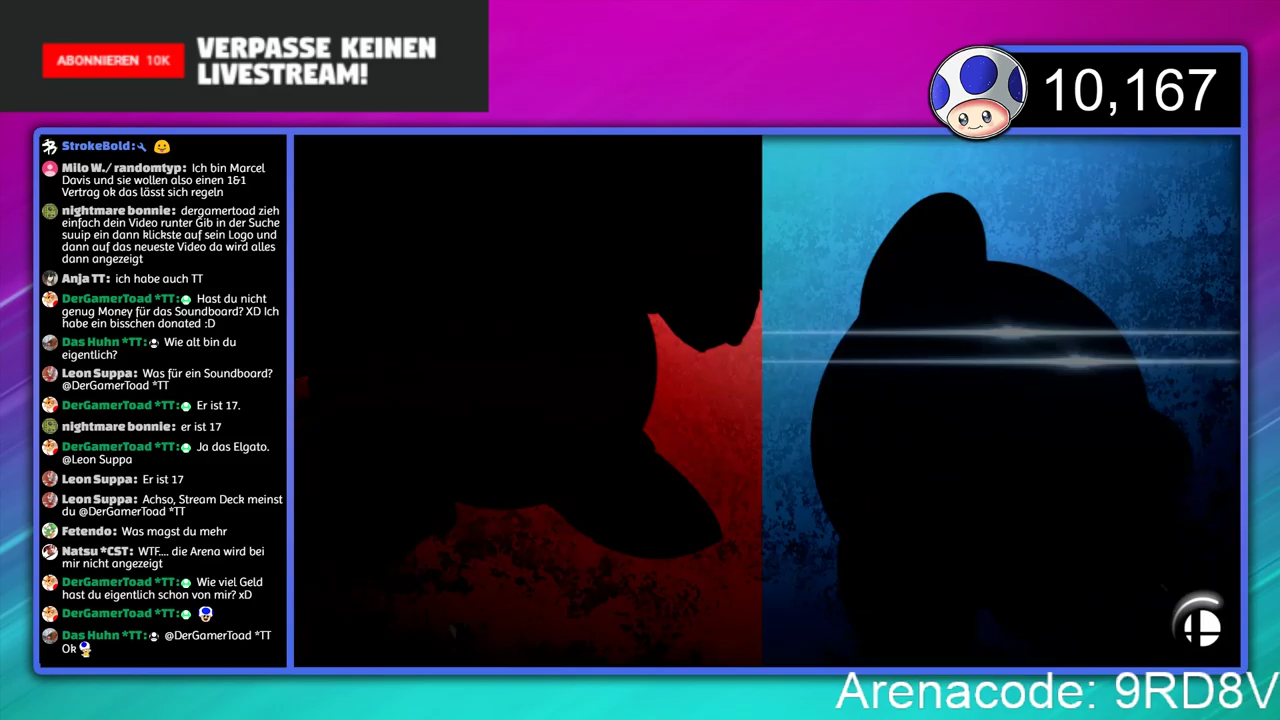 ABONNIEREN 10K
VERPASSE KEINEN
LIVESTREAM!
10,167
StrokeBold:
Milo W./ randomtyp: Ich bin Marcel
Davis und sie wollen also einen 1&1
Vertrag ok das lässt sich regeln
nightmare bonnie: dergamertoad zieh
einfach dein Video runter Gib in der Suche
suuip ein dann klickste auf sein Logo und
dann auf das neueste Video da wird alles
dann angezeigt
Anja TT: ich habe auch TT
DerGamerToad *TT: Hast du nicht
genug Money für das Soundboard? XD Ich
habe ein bisschen donated :D
Das Huhn *TT: Wie alt bin du
eigentlich?
Leon Suppa: Was für ein Soundboard?
@DerGamerToad *TT
DerGamerToad *TT: Er ist 17.
nightmare bonnie: er ist 17
DerGamerToad *TT: Ja das Elgato.
@Leon Suppa
Leon Suppa: Er ist 17
Leon Suppa: Achso, Stream Deck meinst
du @DerGamerToad *TT
Fetendo: Was magst du mehr
Natsu *CST: WTF.... die Arena wird bei
mir nicht angezeigt
DerGamerToad *TT: Wie viel Geld
hast du eigentlich schon von mir? xD
DerGamerToad *TT:
Das Huhn *TT: @DerGamerToad *TT
Ok
Arenacode: 9RD8V